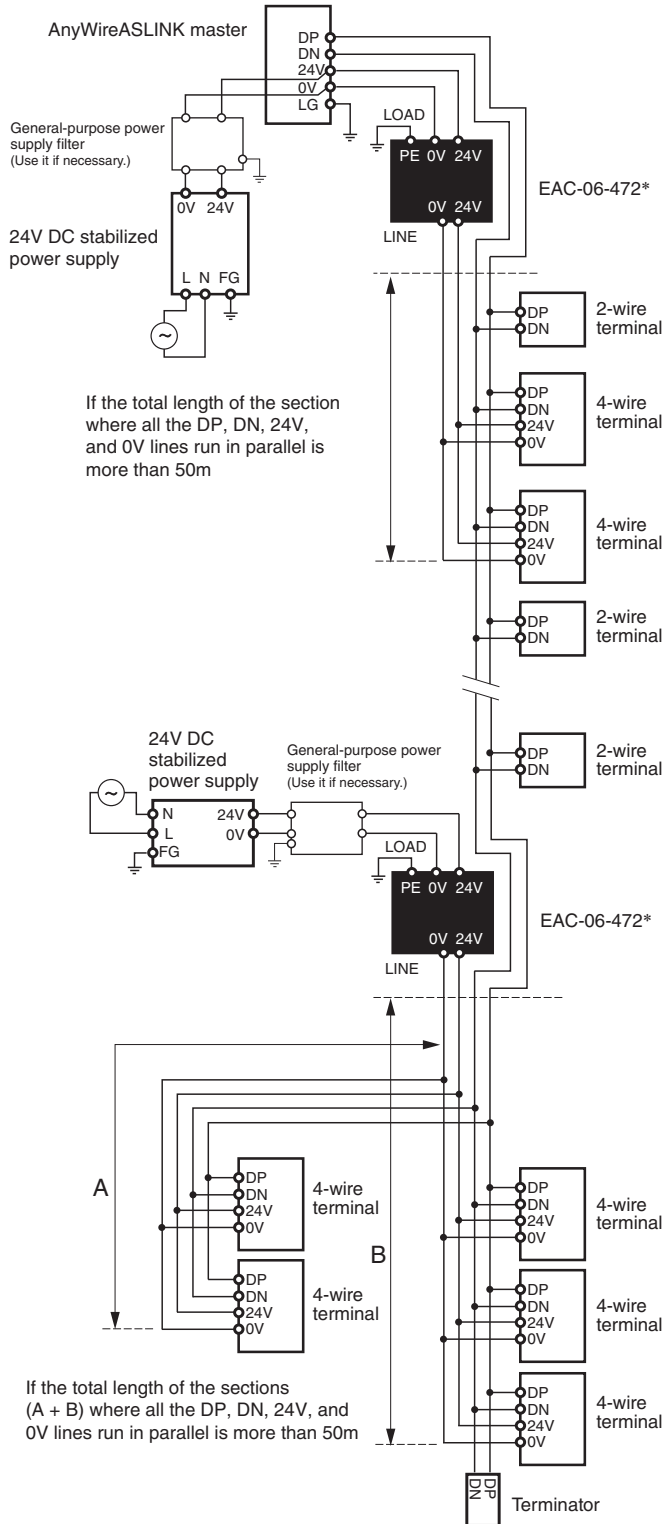 AnyWireASLINK master
DP
DN
24V
0V
LG
General-purpose power
supply filter
(Use it if necessary.)
0V 24V
24V DC stabilized
power supply
L N FG
~
LOAD
PE 0V 24V
0V 24V
LINE
EAC-06-472*
DP
DN
2-wire
terminal
If the total length of the section
where all the DP, DN, 24V,
and 0V lines run in parallel is
more than 50m
DP
DN
24V
0V
4-wire
terminal
DP
DN
24V
0V
4-wire
terminal
DP
DN
2-wire
terminal
DP
DN
2-wire
terminal
24V DC
stabilized
power supply
~
N
L
FG
24V
0V
General-purpose power
supply filter
(Use it if necessary.)
LOAD
PE 0V 24V
0V 24V
LINE
EAC-06-472*
A
DP
DN
24V
0V
4-wire
terminal
DP
DN
24V
0V
4-wire
terminal
B
DP
DN
24V
0V
4-wire
terminal
DP
DN
24V
0V
4-wire
terminal
DP
DN
24V
0V
4-wire
terminal
If the total length of the sections
(A + B) where all the DP, DN, 24V, and
0V lines run in parallel is more than 50m
DP
DN
Terminator